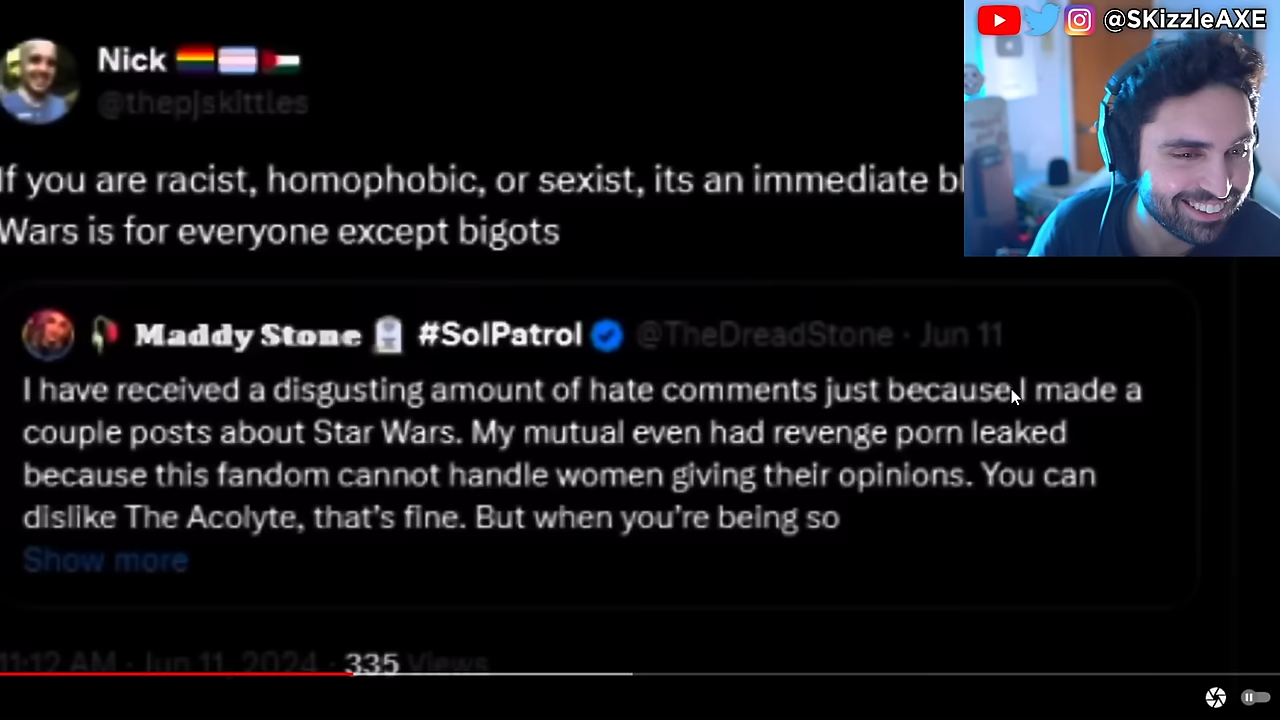 @SKizzleAXE
Nick
@thepjskittles
If you are racist, homophobic, or sexist, its an immediate bl
Wars is for everyone except bigots
Maddy Stone #SolPatrol @TheDreadStone · Jun 11
I have received a disgusting amount of hate comments just because I made a
couple posts about Star Wars. My mutual even had revenge porn leaked
because this fandom cannot handle women giving their opinions. You can
dislike The Acolyte, that's fine. But when you're being so
Show more
11:12 AM · Jun 11, 2024 · 335 Views